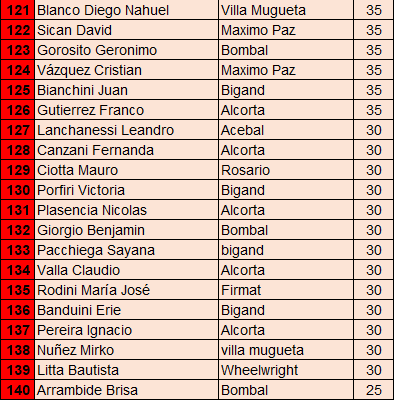 121 Blanco Diego Nahuel Villa Mugueta 35
122 Sican David Maximo Paz 35
123 Gorosito Geronimo Bombal 35
124 Vázquez Cristian Maximo Paz 35
125 Bianchini Juan Bigand 35
126 Gutierrez Franco Alcorta 35
127 Lanchanessi Leandro Acebal 30
128 Canzani Fernanda Alcorta 30
129 Ciotta Mauro Rosario 30
130 Porfiri Victoria Bigand 30
131 Plasencia Nicolas Alcorta 30
132 Giorgio Benjamin Bombal 30
133 Pacchiega Sayana bigand 30
134 Valla Claudio Alcorta 30
135 Rodini María José Firmat 30
136 Banduini Erie Bigand 30
137 Pereira Ignacio Alcorta 30
138 Nuñez Mirko villa mugueta 30
139 Litta Bautista Wheelwright 30
140 Arrambide Brisa Bombal 25